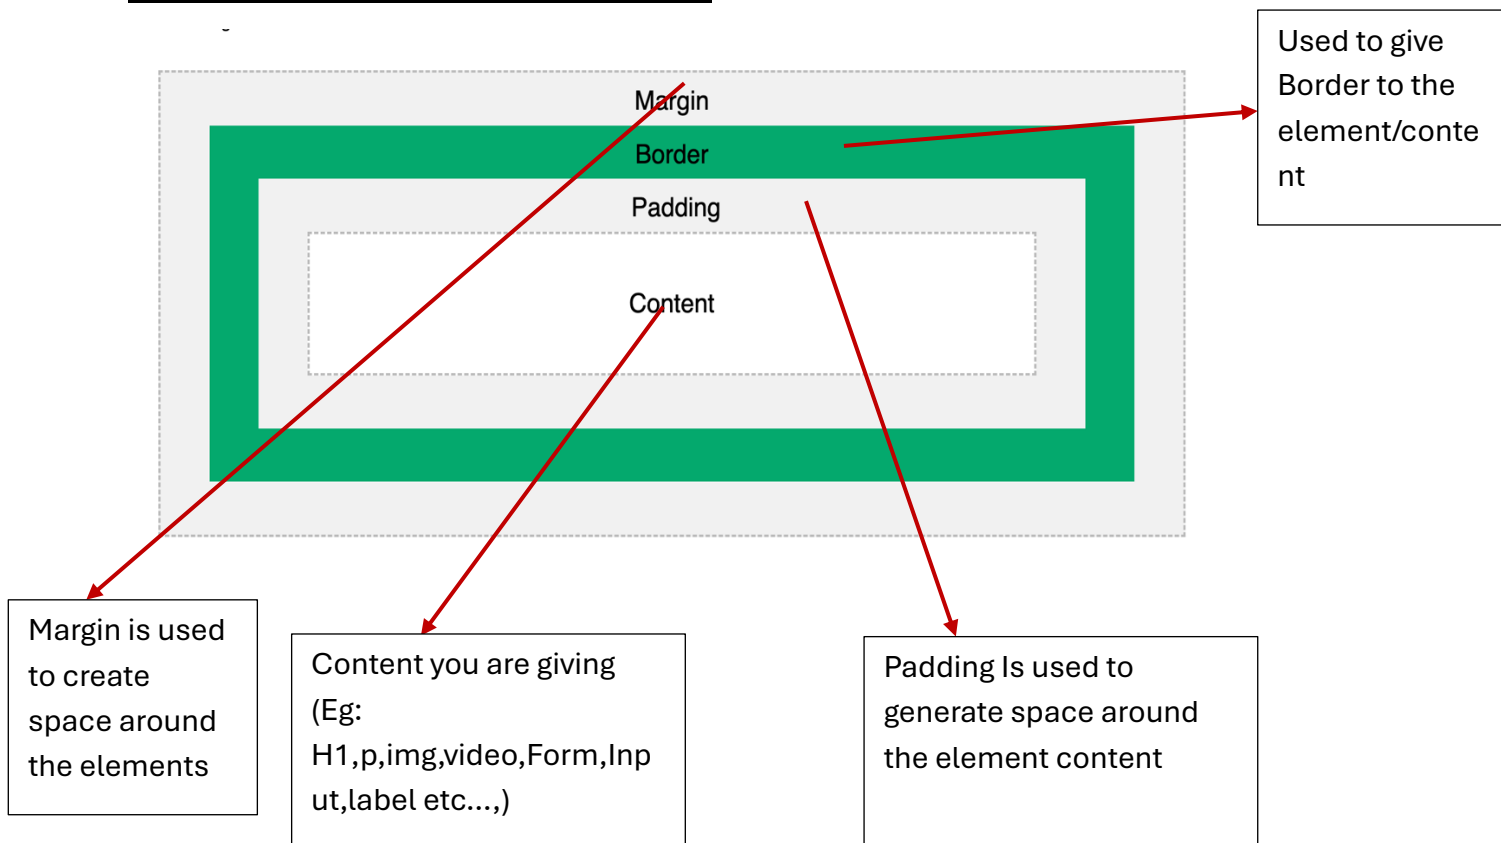 Used to give
Border to the
element/conte
nt
Margin
Border
Padding
Content
Margin is used
to create
space around
the elements
Content you are giving
(Eg:
H1,p,img,video,Form,Inp
ut,label etc...,)
Padding Is used to
generate space around
the element content